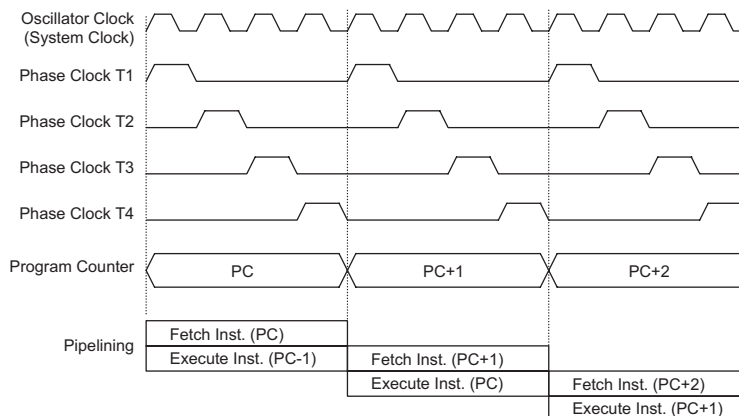 Oscillator Clock
(System Clock)
Phase Clock T1
Phase Clock T2
Phase Clock T3
Phase Clock T4
Program Counter
PC
PC+1
PC+2
Pipelining
Fetch Inst. (PC)
Execute Inst. (PC-1)
Fetch Inst. (PC+1)
Execute Inst. (PC)
Fetch Inst. (PC+2)
Execute Inst. (PC+1)